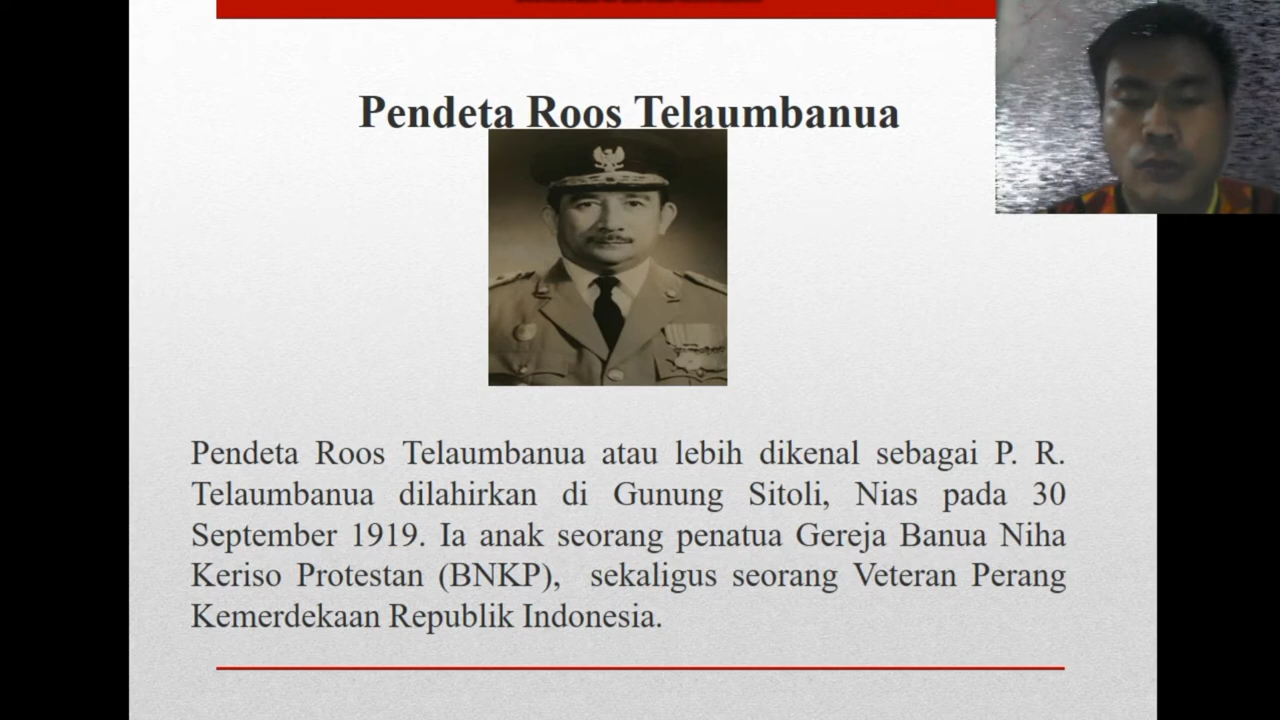 Pendeta Roos Telaumbanua
Pendeta Roos Telaumbanua atau lebih dikenal sebagai P. R.
Telaumbanua dilahirkan di Gunung Sitoli, Nias pada 30
September 1919. Ia anak seorang penatua Gereja Banua Niha
Keriso Protestan (BNKP), sekaligus seorang Veteran Perang
Kemerdekaan Republik Indonesia.